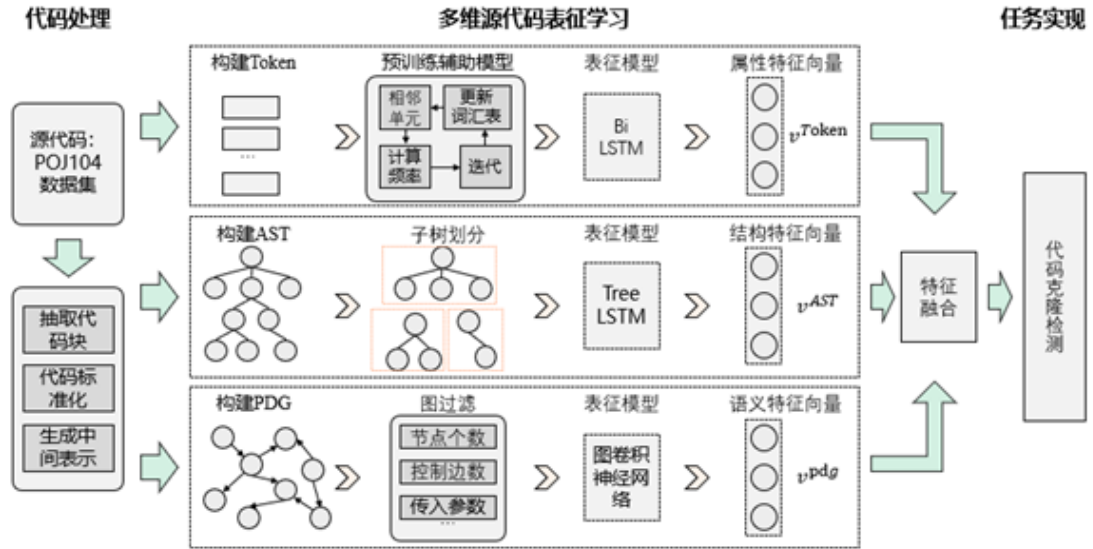 代码处理
多维源代码表征学习
任务实现
源代码:
POJ104
数据集
抽取代
码块
代码标
准化
生成中
间表示
构建Token
...
预训练辅助模型
相邻
单元
更新
词汇表
计算
频率
迭代
表征模型
Bi
LSTM
属性特征向量
v^Token
构建AST
子树划分
表征模型
Tree
LSTM
结构特征向量
v^AST
构建PDG
图过滤
节点个数
控制边数
传入参数
...
表征模型
图卷积
神经网
络
语义特征向量
v^pdg
特征
融合
代码克隆检测